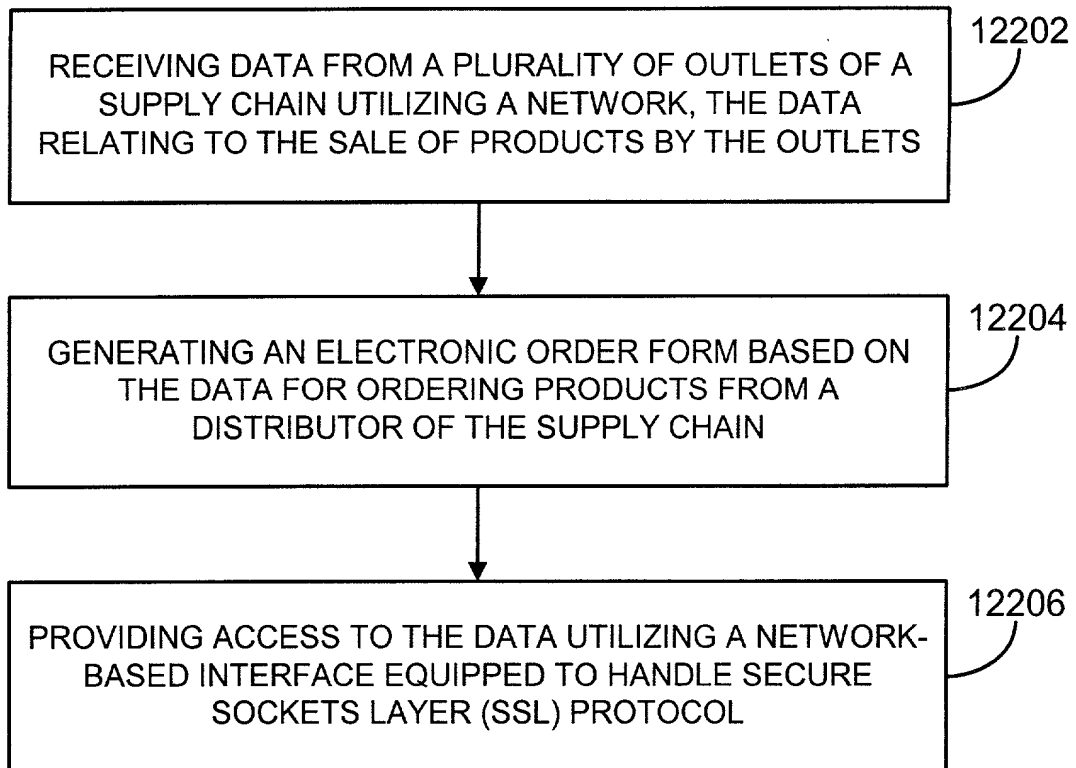 12202
RECEIVING DATA FROM A PLURALITY OF OUTLETS OF A
SUPPLY CHAIN UTILIZING A NETWORK, THE DATA
RELATING TO THE SALE OF PRODUCTS BY THE OUTLETS
12204
GENERATING AN ELECTRONIC ORDER FORM BASED ON
THE DATA FOR ORDERING PRODUCTS FROM A
DISTRIBUTOR OF THE SUPPLY CHAIN
12206
PROVIDING ACCESS TO THE DATA UTILIZING A NETWORK-
BASED INTERFACE EQUIPPED TO HANDLE SECURE
SOCKETS LAYER (SSL) PROTOCOL